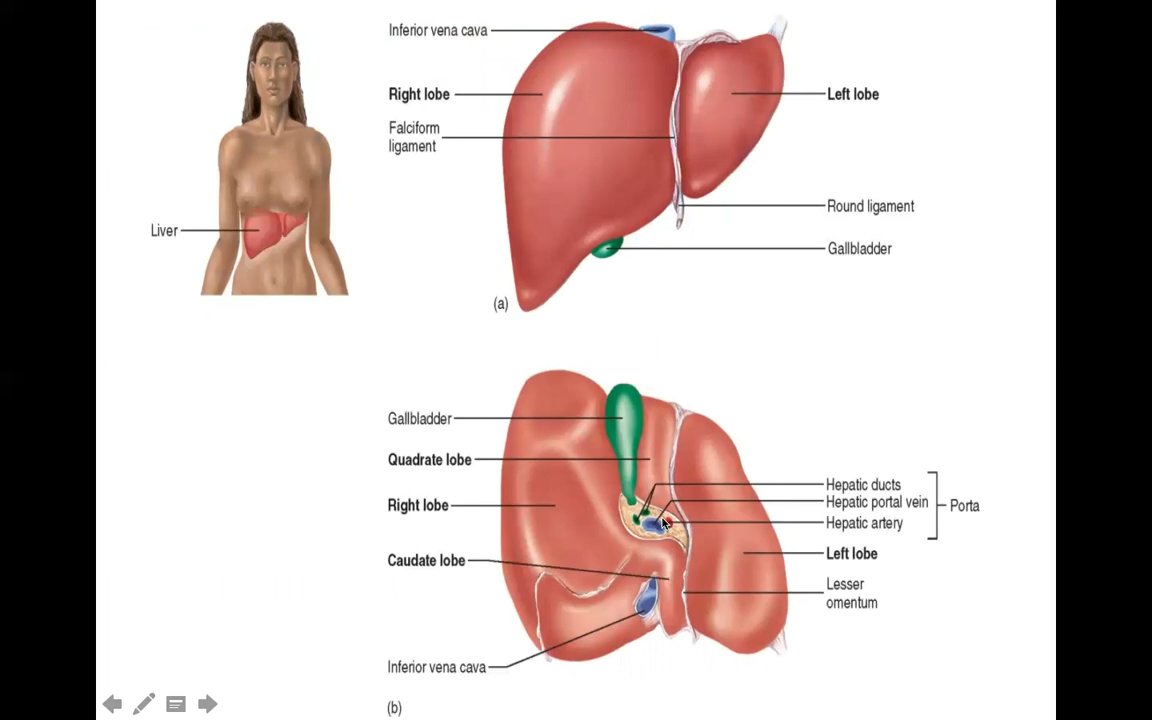 Liver
Inferior vena cava
Right lobe
Falciform
ligament
Left lobe
Round ligament
Gallbladder
(a)
Gallbladder
Quadrate lobe
Right lobe
Caudate lobe
Inferior vena cava
Hepatic ducts
Hepatic portal vein
Hepatic artery
Porta
Left lobe
Lesser
omentum
(b)